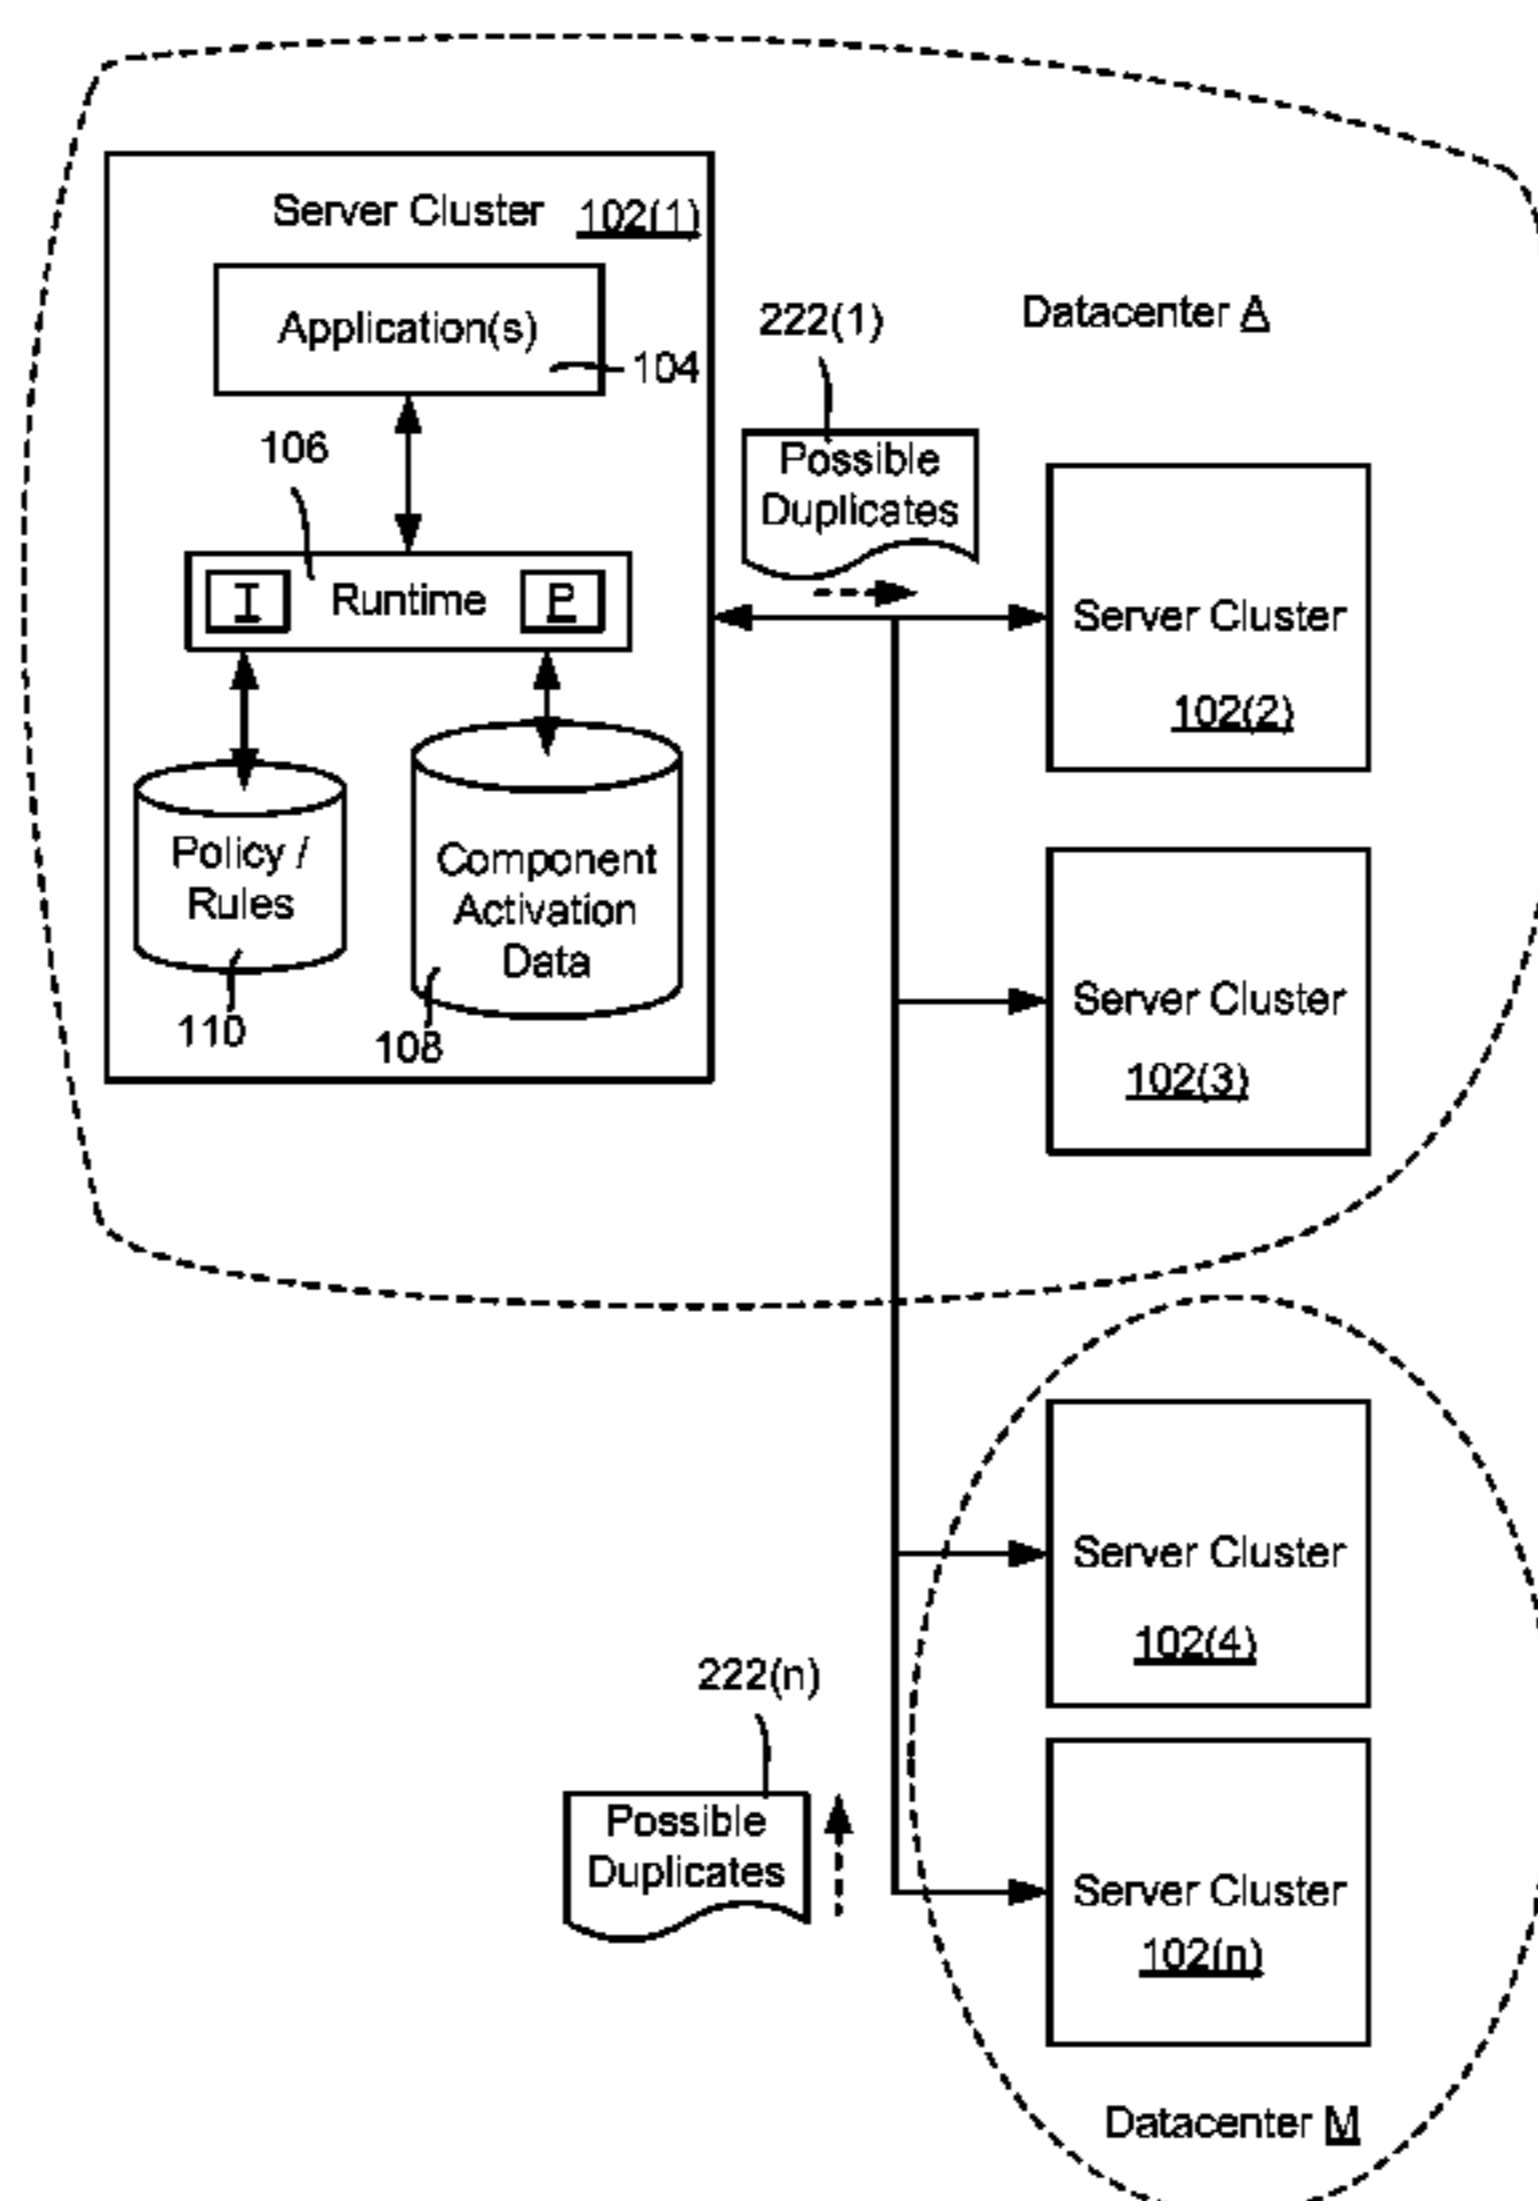 Server Cluster 102(1)
Application(s)
104
222(1)
Datacenter A
106
Possible
Duplicates
I Runtime P
Server Cluster
102(2)
Policy /
Rules
Component
Activation
Data
110
108
Server Cluster
102(3)
Server Cluster
102(4)
222(n)
Possible
Duplicates
Server Cluster
102(n)
Datacenter M